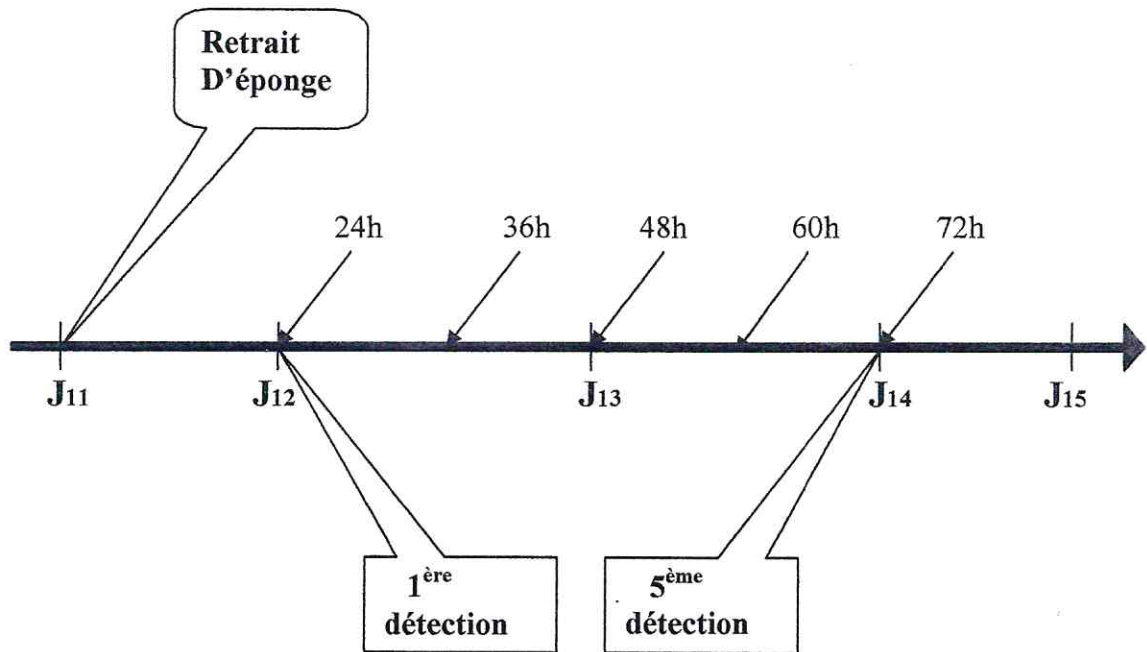 Retrait
D'éponge
24h 36h 48h 60h 72h
J11 J12 J13 J14 J15
1ère
détection
5ème
détection